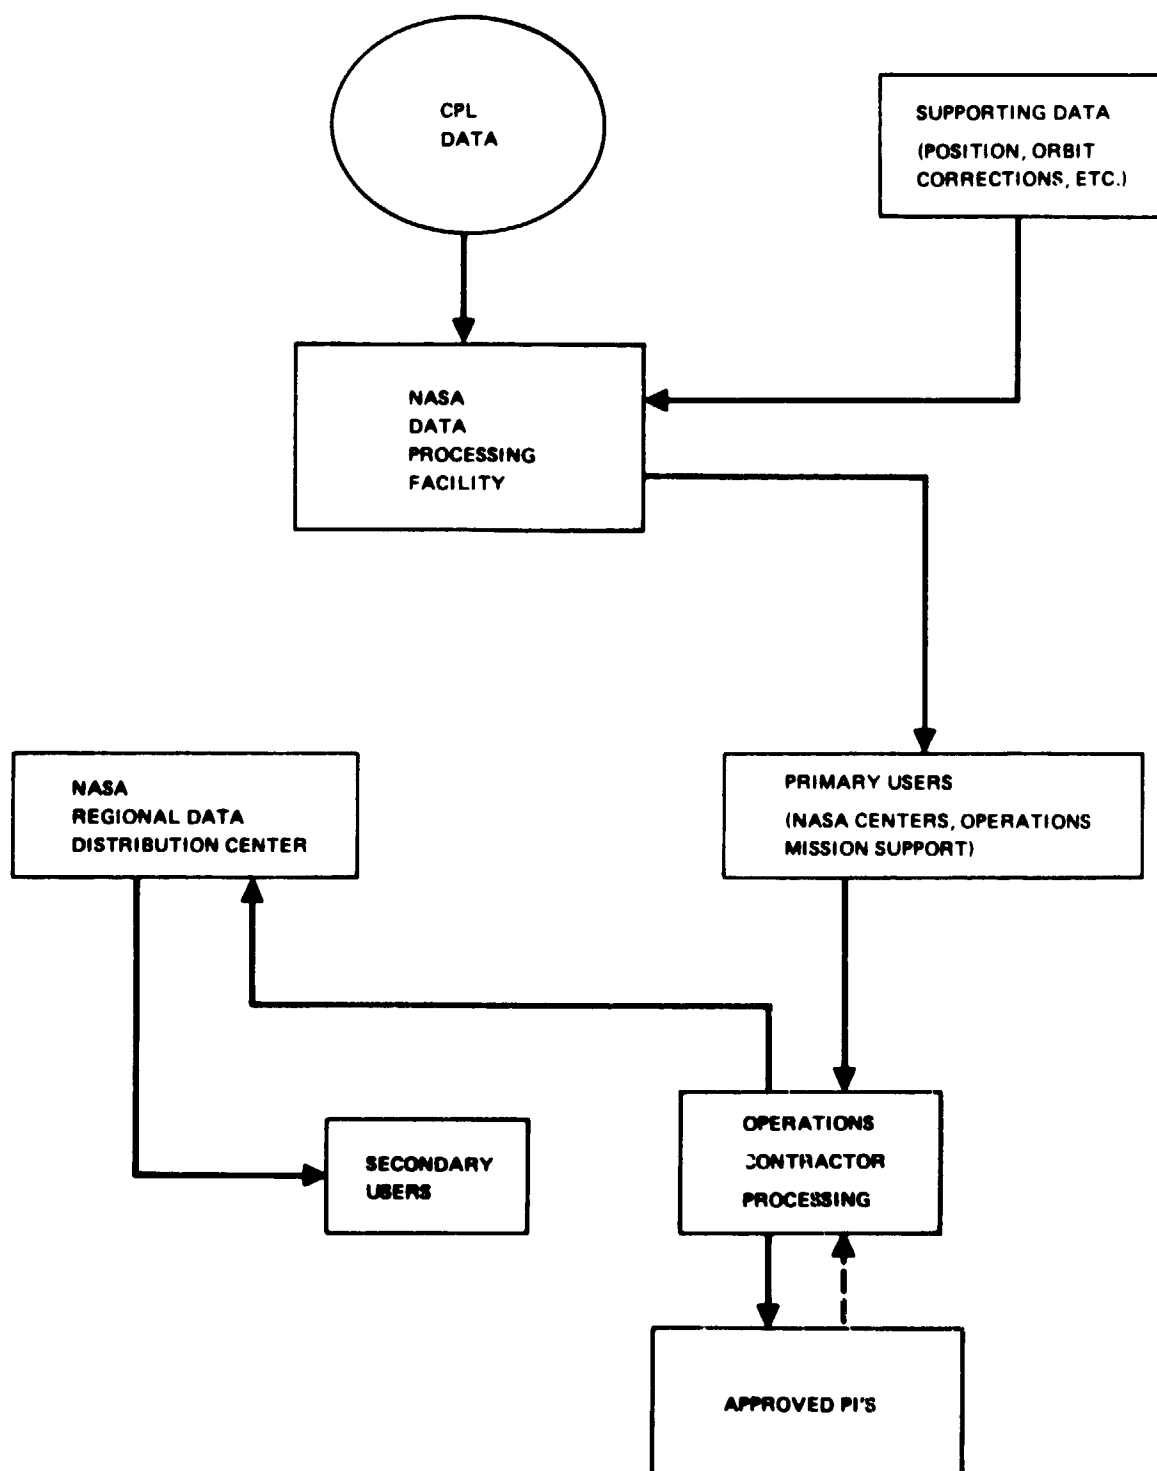 CPL
DATA
SUPPORTING DATA
(POSITION, ORBIT
CORRECTIONS, ETC.)
NASA
DATA
PROCESSING
FACILITY
NASA
REGIONAL DATA
DISTRIBUTION CENTER
PRIMARY USERS
(NASA CENTERS, OPERATIONS
MISSION SUPPORT)
SECONDARY
USERS
OPERATIONS
CONTRACTOR
PROCESSING
APPROVED PI'S